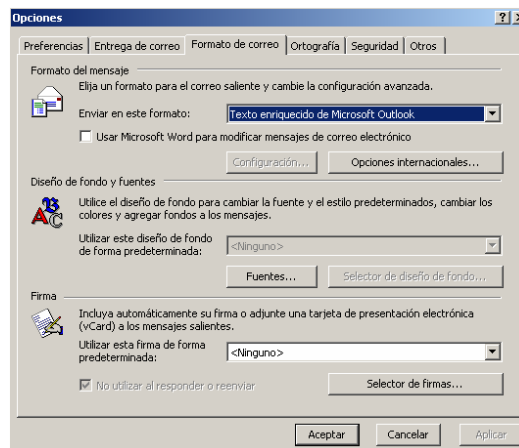 Opciones
Preferencias Entrega de correo Formato de correo Ortografía Seguridad Otros
Formato del mensaje
Elija un formato para el correo saliente y cambie la configuración avanzada.
Enviar en este formato: Texto enriquecido de Microsoft Outlook
Usar Microsoft Word para modificar mensajes de correo electrónico
Configuración... Opciones internacionales...
Diseño de fondo y fuentes
Utilice el diseño de fondo para cambiar la fuente y el estilo predeterminados, cambiar los
colores y agregar fondos a los mensajes.
Utilizar este diseño de fondo
de forma predeterminada: <Ninguno>
Fuentes... Selector de diseño de fondo...
Firma
Incluya automáticamente su firma o adjunte una tarjeta de presentación electrónica
(vCard) a los mensajes salientes.
Utilizar esta firma de forma
predeterminada: <Ninguno>
No utilizar al responder o reenviar Selector de firmas...
Aceptar Cancelar Aplicar